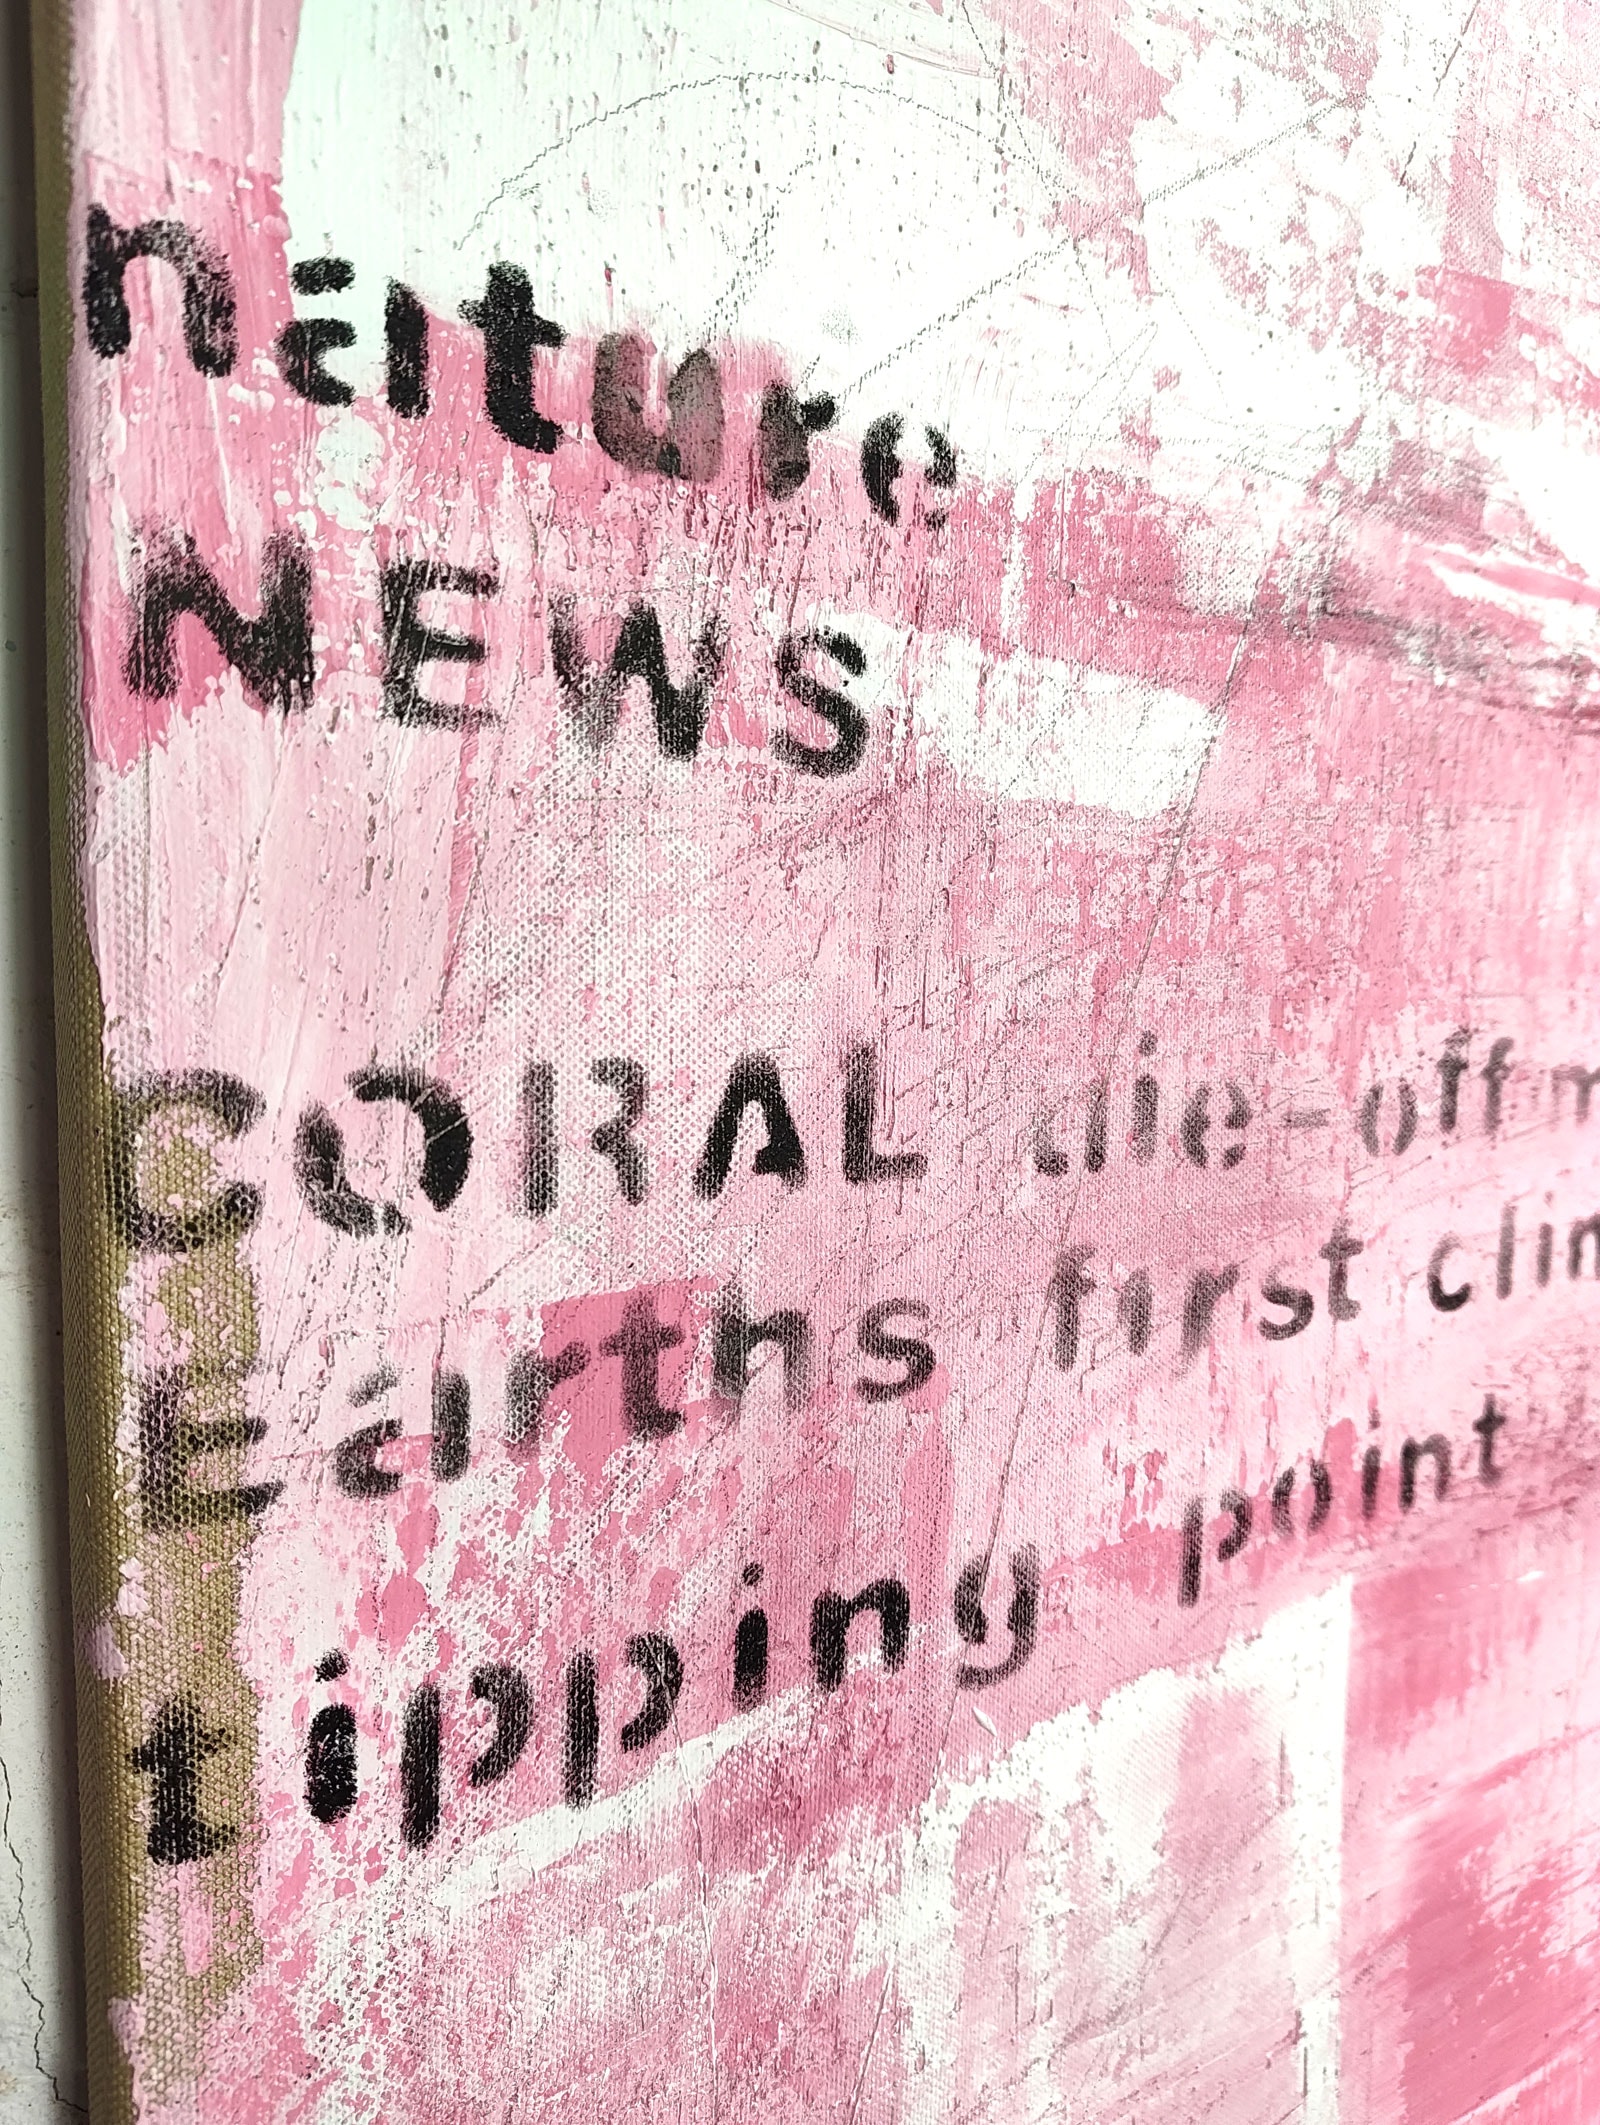 nature
NEWS
CORAL die-off
Earths first
tipping point